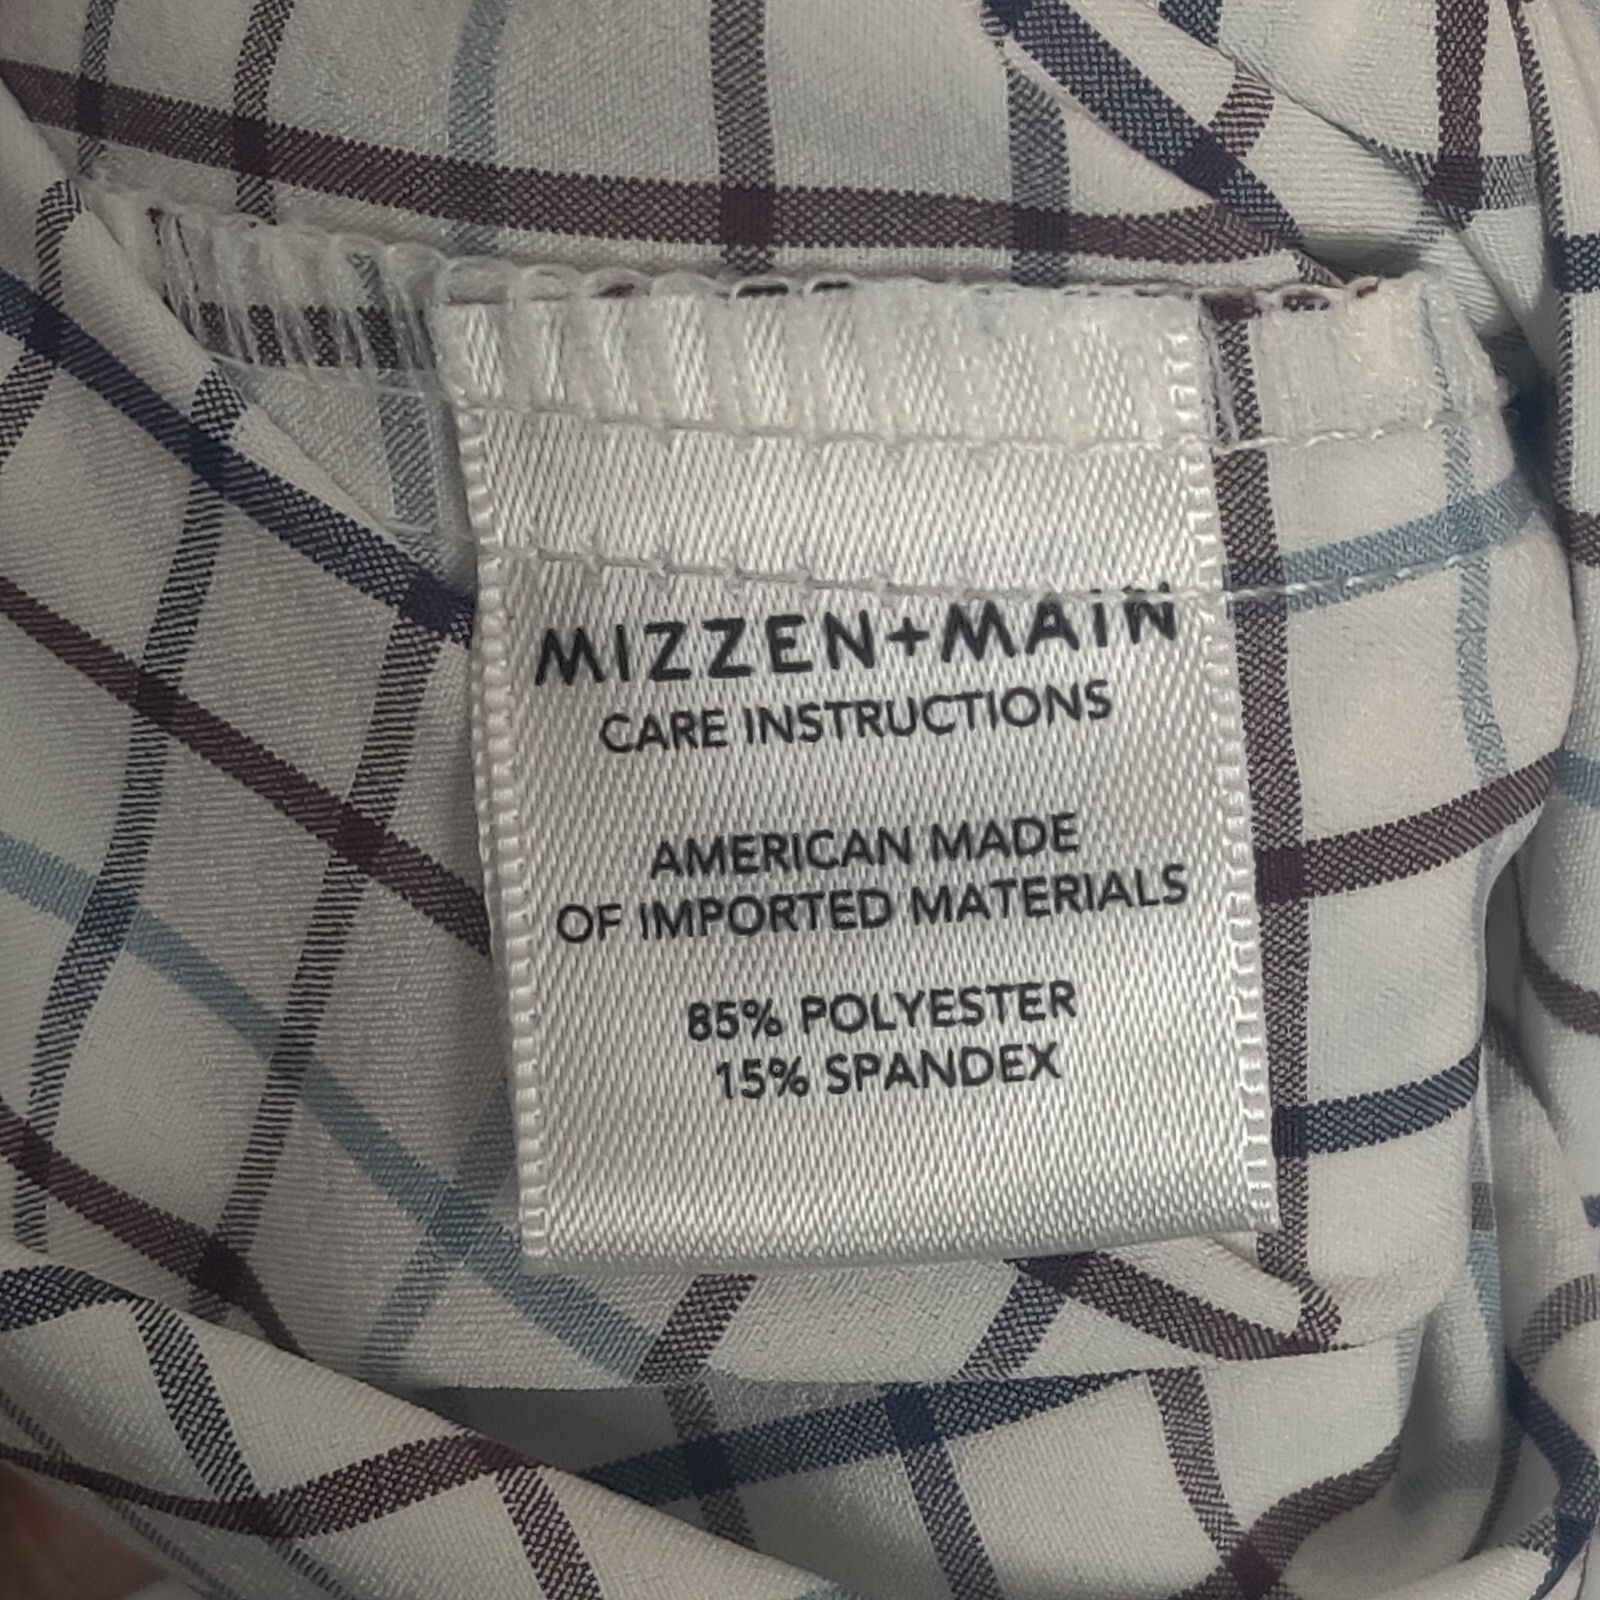 MIZZEN+MAIN
CARE INSTRUCTIONS
AMERICAN MADE
OF IMPORTED MATERIALS
85% POLYESTER
15% SPANDEX